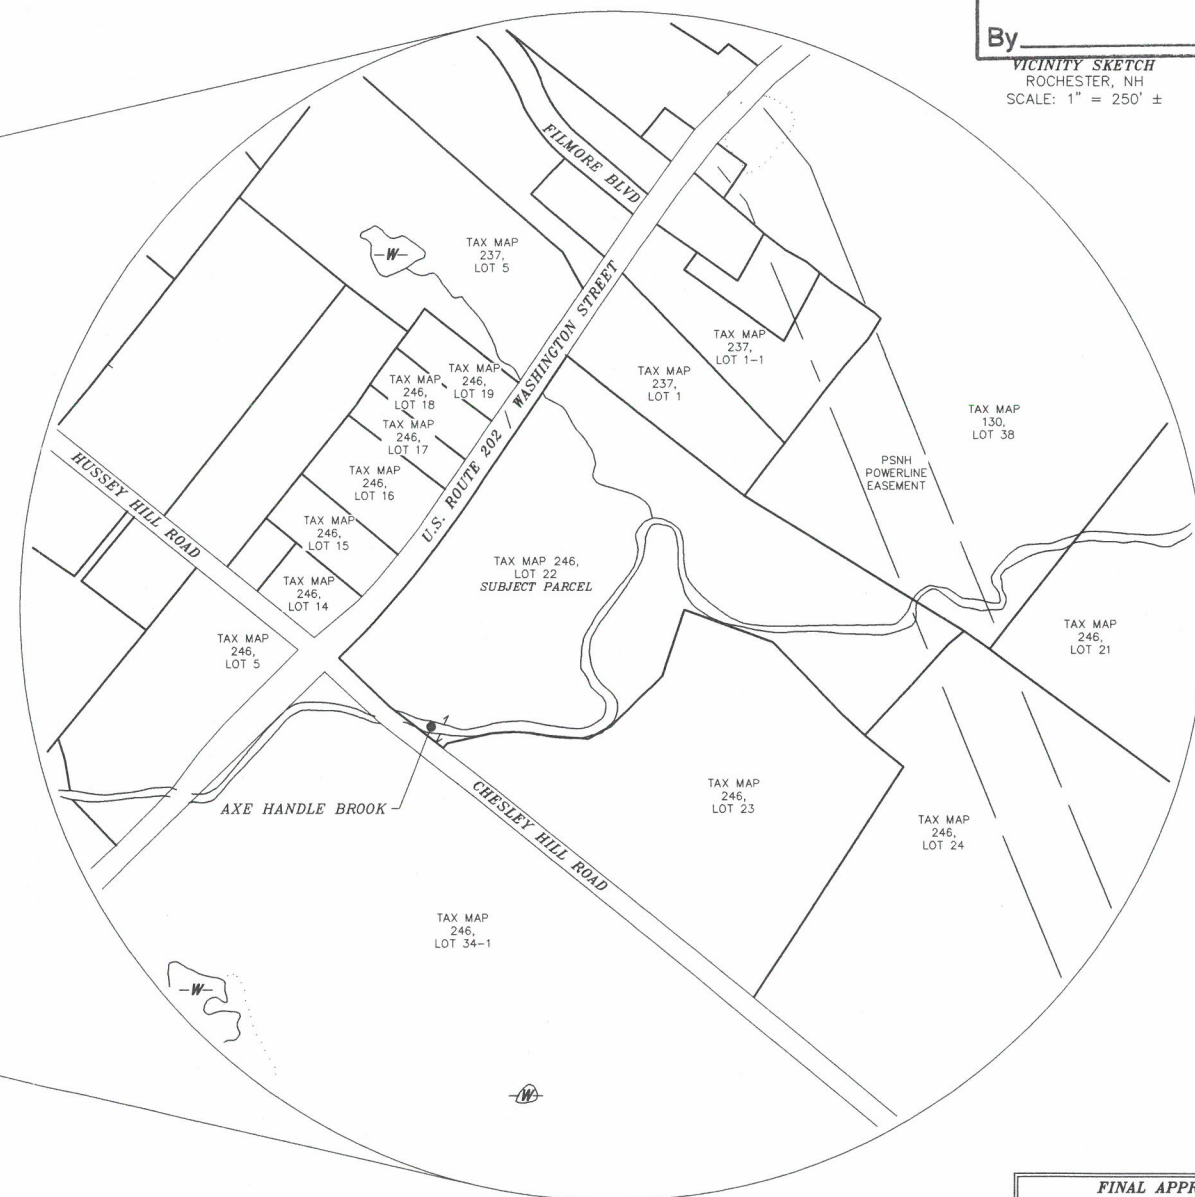 By
VICINITY SKETCH
ROCHESTER, NH
SCALE: 1" = 250' ±
FILMORE BLVD
-W-
TAX MAP
237,
LOT 5
U.S. ROUTE 202 / WASHINGTON STREET
TAX MAP
237,
LOT 1-1
TAX MAP
237,
LOT 1
TAX MAP
246,
LOT 19
TAX MAP
246,
LOT 18
TAX MAP
246,
LOT 17
TAX MAP
246,
LOT 16
TAX MAP
246,
LOT 15
TAX MAP
246,
LOT 14
TAX MAP
130,
LOT 38
PSNH
POWERLINE
EASEMENT
HUSSEY HILL ROAD
TAX MAP 246,
LOT 22
SUBJECT PARCEL
TAX MAP
246,
LOT 5
TAX MAP
246,
LOT 21
AXE HANDLE BROOK
CHESLEY HILL ROAD
TAX MAP
246,
LOT 23
TAX MAP
246,
LOT 24
TAX MAP
246,
LOT 34-1
-W-
-W-
FINAL APPR